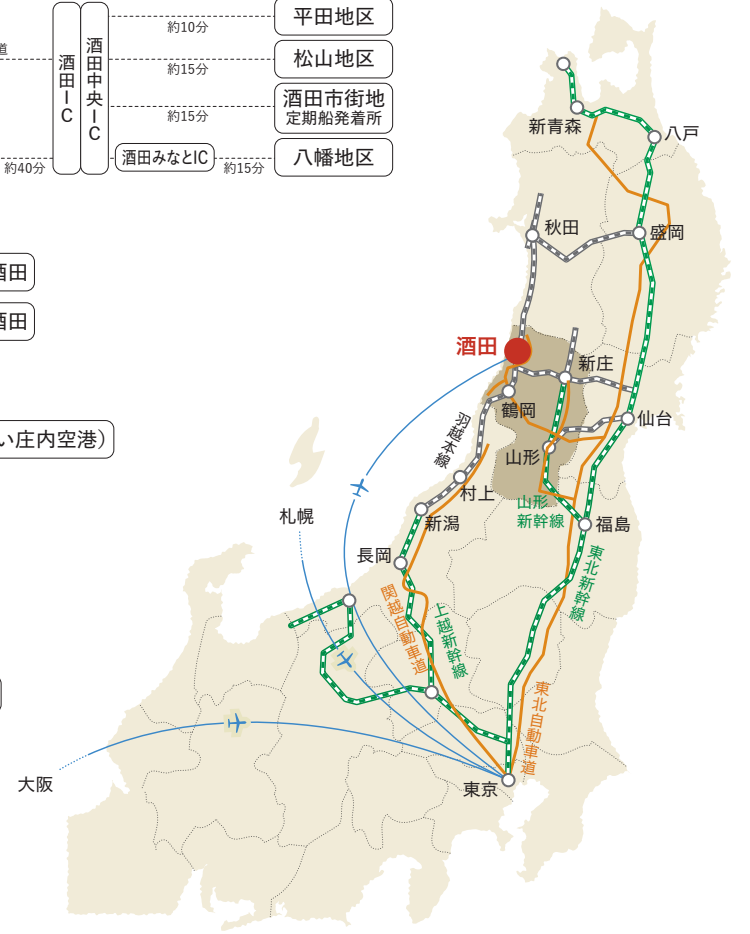 平田地区
約10分
道
松山地区
約15分
酒田IC
酒田中央IC
酒田市街地
定期船発着所
約15分
約40分
酒田みなとIC
約15分
八幡地区
酒田
酒田
い庄内空港）
新青森
八戸
秋田
盛岡
酒田
新庄
鶴岡
仙台
羽越本線
山形
村上
山形
新幹線
札幌
新潟
福島
長岡
東北新幹線
関越自動車道
上越新幹線
東北自動車道
大阪
東京